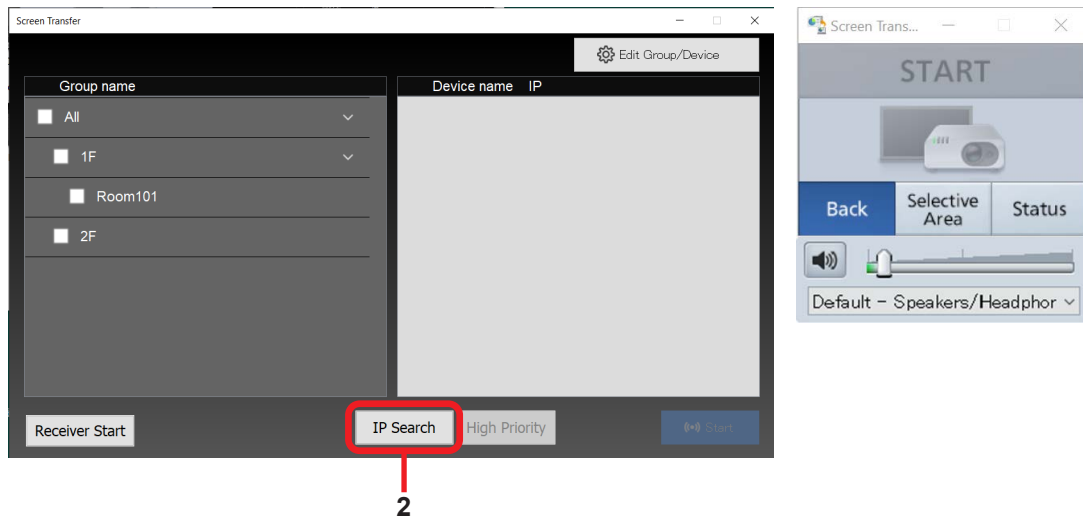 Screen Transfer
Edit Group/Device
Group name
Device name IP
All
1F
Room101
2F
Receiver Start
IP Search
High Priority
Start
2
Screen Trans...
START
Back
Selective
Area
Status
Default - Speakers/Headphor